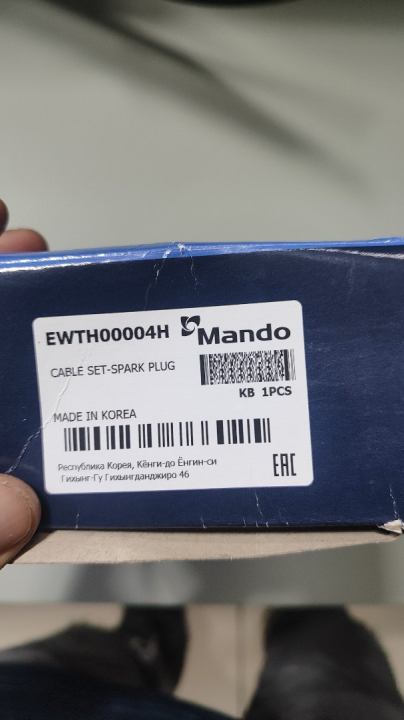 EWTH00004H Mando
CABLE SET-SPARK PLUG
KB 1PCS
MADE IN KOREA
Республика Корея, Кёнги-до Ёнгин-си
Гихынг-Гу Гихынгданджиро 46
EAC